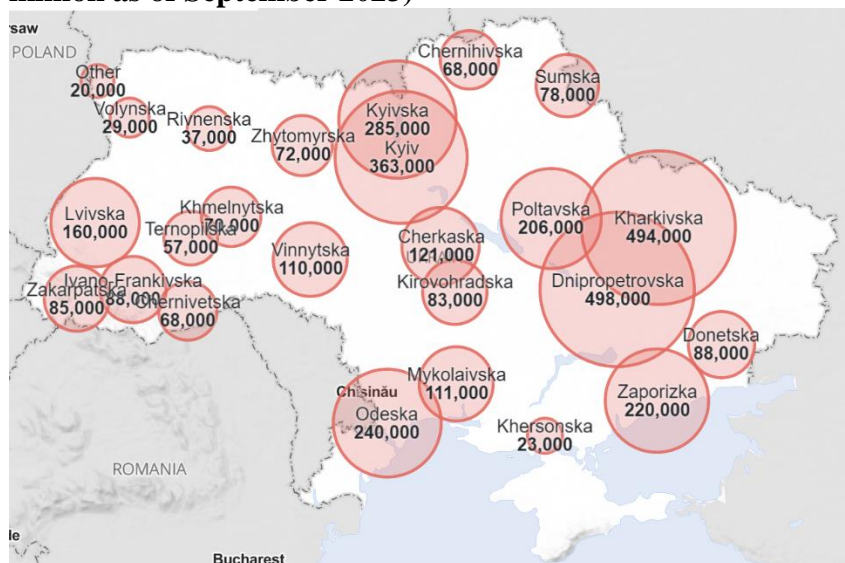 million as of September 2023)
rsaw
POLAND
Chernihivska
68,000
Other
20,000
Sumska
78,000
Volynska
29,000
Riynenska
37,000
Kyivska
285,000
Zhytomyrska
72,000
Kyiv
363,000
Lvivska
160,000
Khmelnytska
70,000
Ternopilska
57,000
Poltavska
206,000
Kharkivska
494,000
Cherkaska
121,000
Vinnytska
110,000
Ivano-Frankivska
88,000
Zakarpatska
85,000
Chernivetska
68,000
Kirovohradska
83,000
Dnipropetrovska
498,000
Donetska
88,000
Mykolaivska
111,000
Chisinău
Odeska
240,000
Zaporizka
220,000
Khersonska
23,000
ROMANIA
le
Bucharest